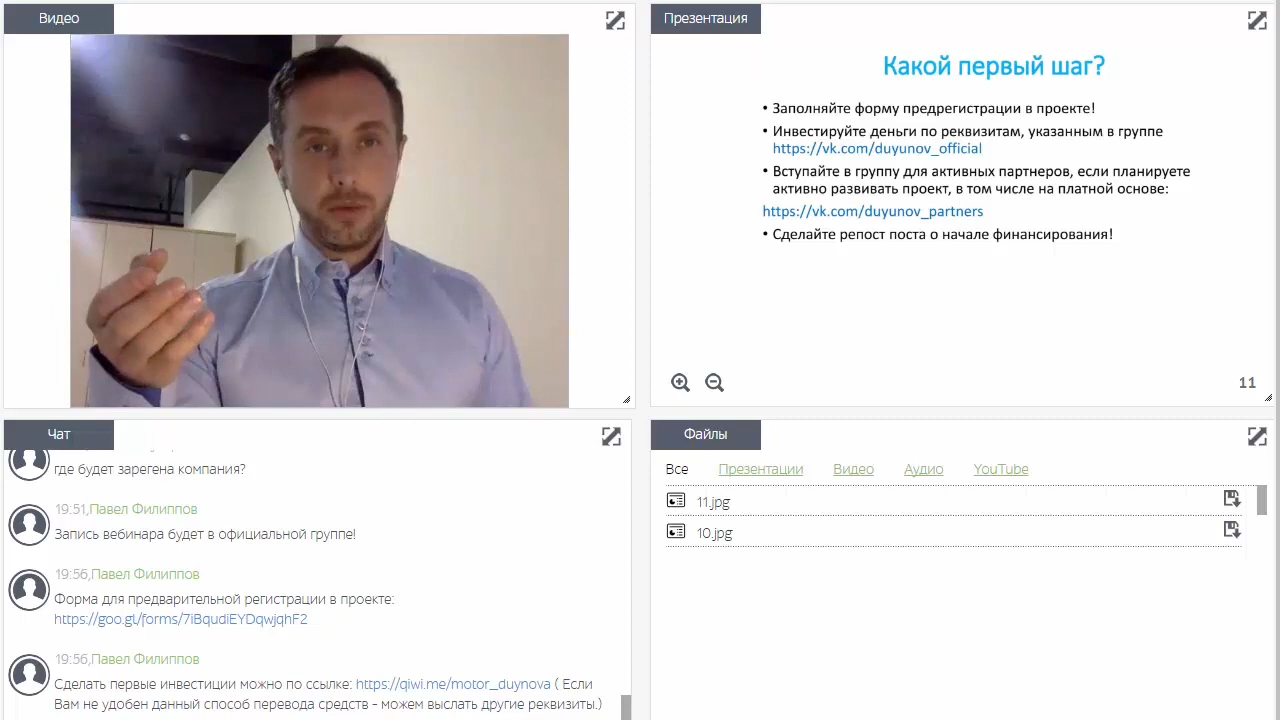 Видео
Презентация
Какой первый шаг?
• Заполняйте форму предрегистрации в проекте!
• Инвестируйте деньги по реквизитам, указанным в группе
https://vk.com/duyunov_official
• Вступайте в группу для активных партнеров, если планируете
активно развивать проект, в том числе на платной основе:
https://vk.com/duyunov_partners
• Сделайте репост поста о начале финансирования!
11
Чат
где будет зарегена компания?
19:51,Павел Филиппов
Запись вебинара будет в официальной группе!
19:56,Павел Филиппов
Форма для предварительной регистрации в проекте:
https://goo.gl/forms/7iBqudiEYDqwjqhF2
19:56,Павел Филиппов
Сделать первые инвестиции можно по ссылке: https://qiwi.me/motor_duynova ( Если
Вам не удобен данный способ перевода средств - можем выслать другие реквизиты.)
Файлы
Все Презентации Видео Аудио YouTube
11.jpg
10.jpg